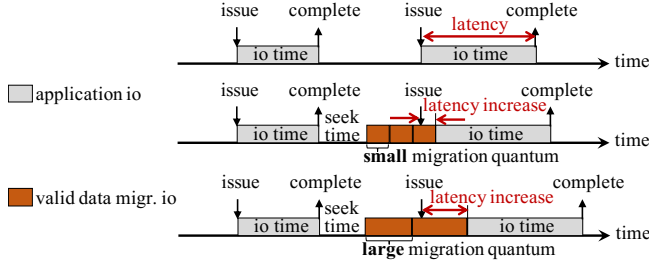 issue complete issue complete
latency
io time io time
time
application io
issue complete issue complete
seek time
latency increase
io time io time
time
small migration quantum
valid data migr. io
issue complete issue complete
seek time
latency increase
io time io time
time
large migration quantum